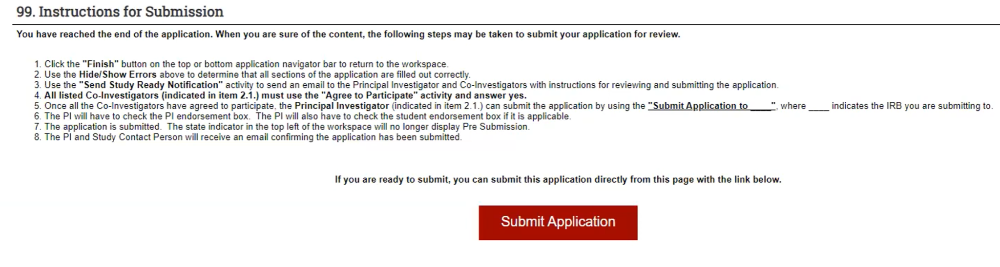 99. Instructions for Submission
You have reached the end of the application. When you are sure of the content, the following steps may be taken to submit your application for review.
1. Click the "Finish" button on the top or bottom application navigator bar to return to the workspace.
2. Use the Hide/Show Errors above to determine that all sections of the application are filled out correctly.
3. Use the "Send Study Ready Notification" activity to send an email to the Principal Investigator and Co-Investigators with instructions for reviewing and submitting the application.
4. All listed Co-Investigators (indicated in item 2.1.) must use the "Agree to Participate" activity and answer yes.
5. Once all the Co-Investigators have agreed to participate, the Principal Investigator (indicated in item 2.1.) can submit the application by using the "Submit Application to____", where ____ indicates the IRB you are submitting to.
6. The PI will have to check the PI endorsement box. The PI will also have to check the student endorsement box if it is applicable.
7. The application is submitted. The state indicator in the top left of the workspace will no longer display Pre Submission.
8. The PI and Study Contact Person will receive an email confirming the application has been submitted.
If you are ready to submit, you can submit this application directly from this page with the link below.
Submit Application